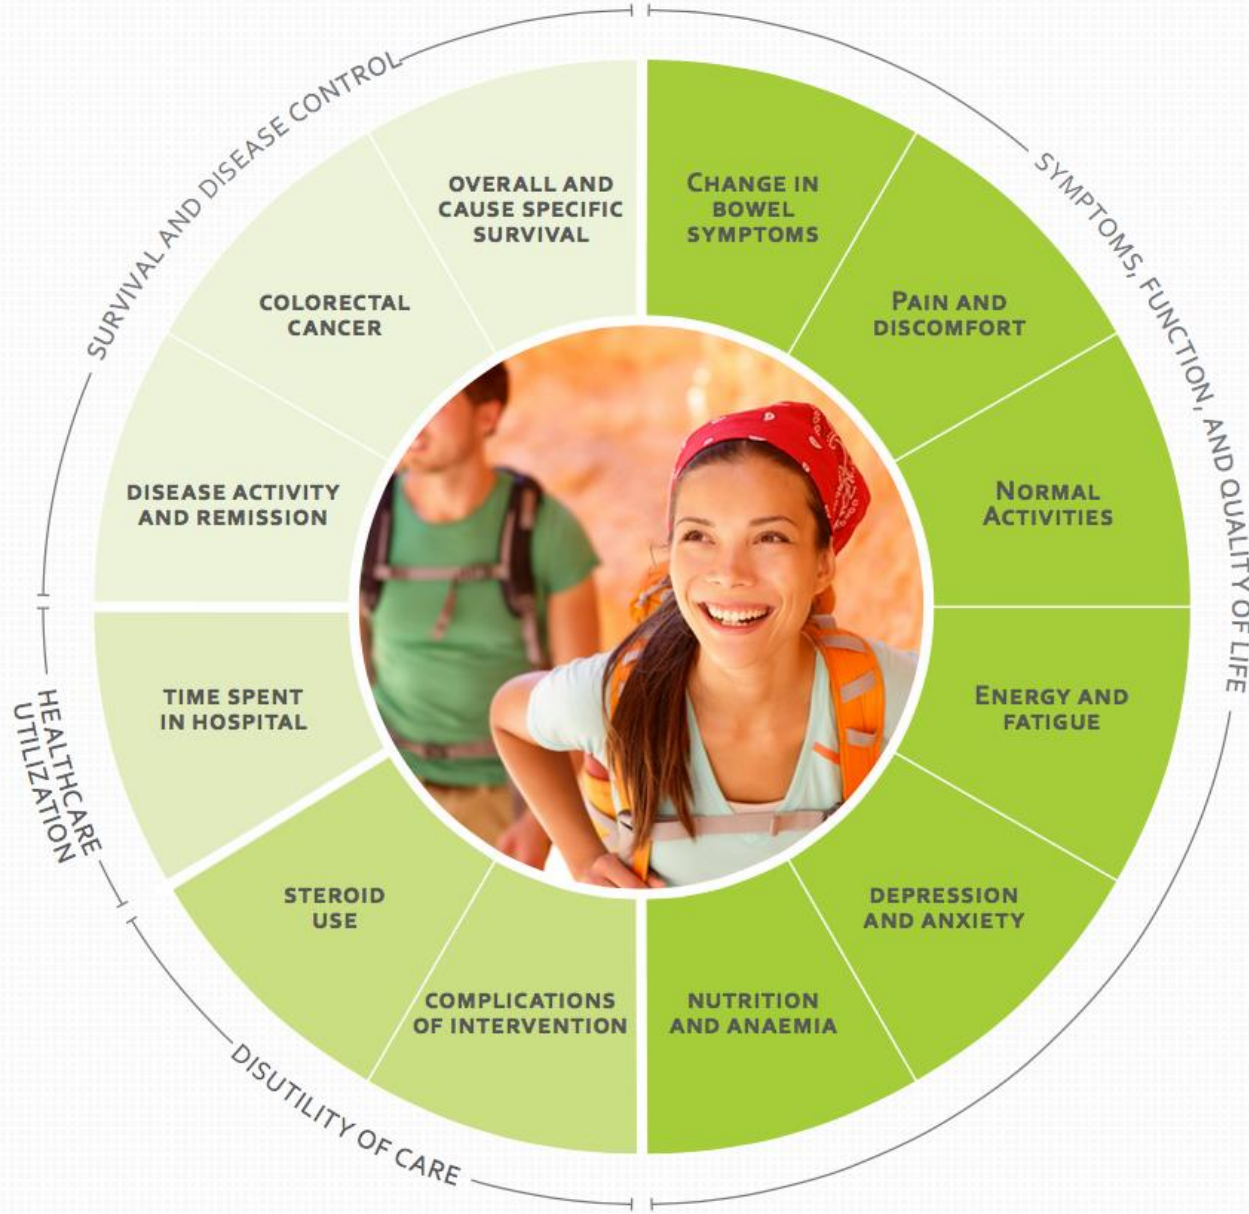 SURVIVAL AND DISEASE CONTROL
SYMPTOMS, FUNCTION, AND QUALITY OF LIFE
OVERALL AND
CAUSE SPECIFIC
SURVIVAL
CHANGE IN
BOWEL
SYMPTOMS
COLORECTAL
CANCER
PAIN AND
DISCOMFORT
DISEASE ACTIVITY
AND REMISSION
NORMAL
ACTIVITIES
TIME SPENT
IN HOSPITAL
ENERGY AND
FATIGUE
HEALTHCARE
UTILIZATION
STEROID
USE
DEPRESSION
AND ANXIETY
COMPLICATIONS
OF INTERVENTION
NUTRITION
AND ANAEMIA
DISUTILITY OF CARE